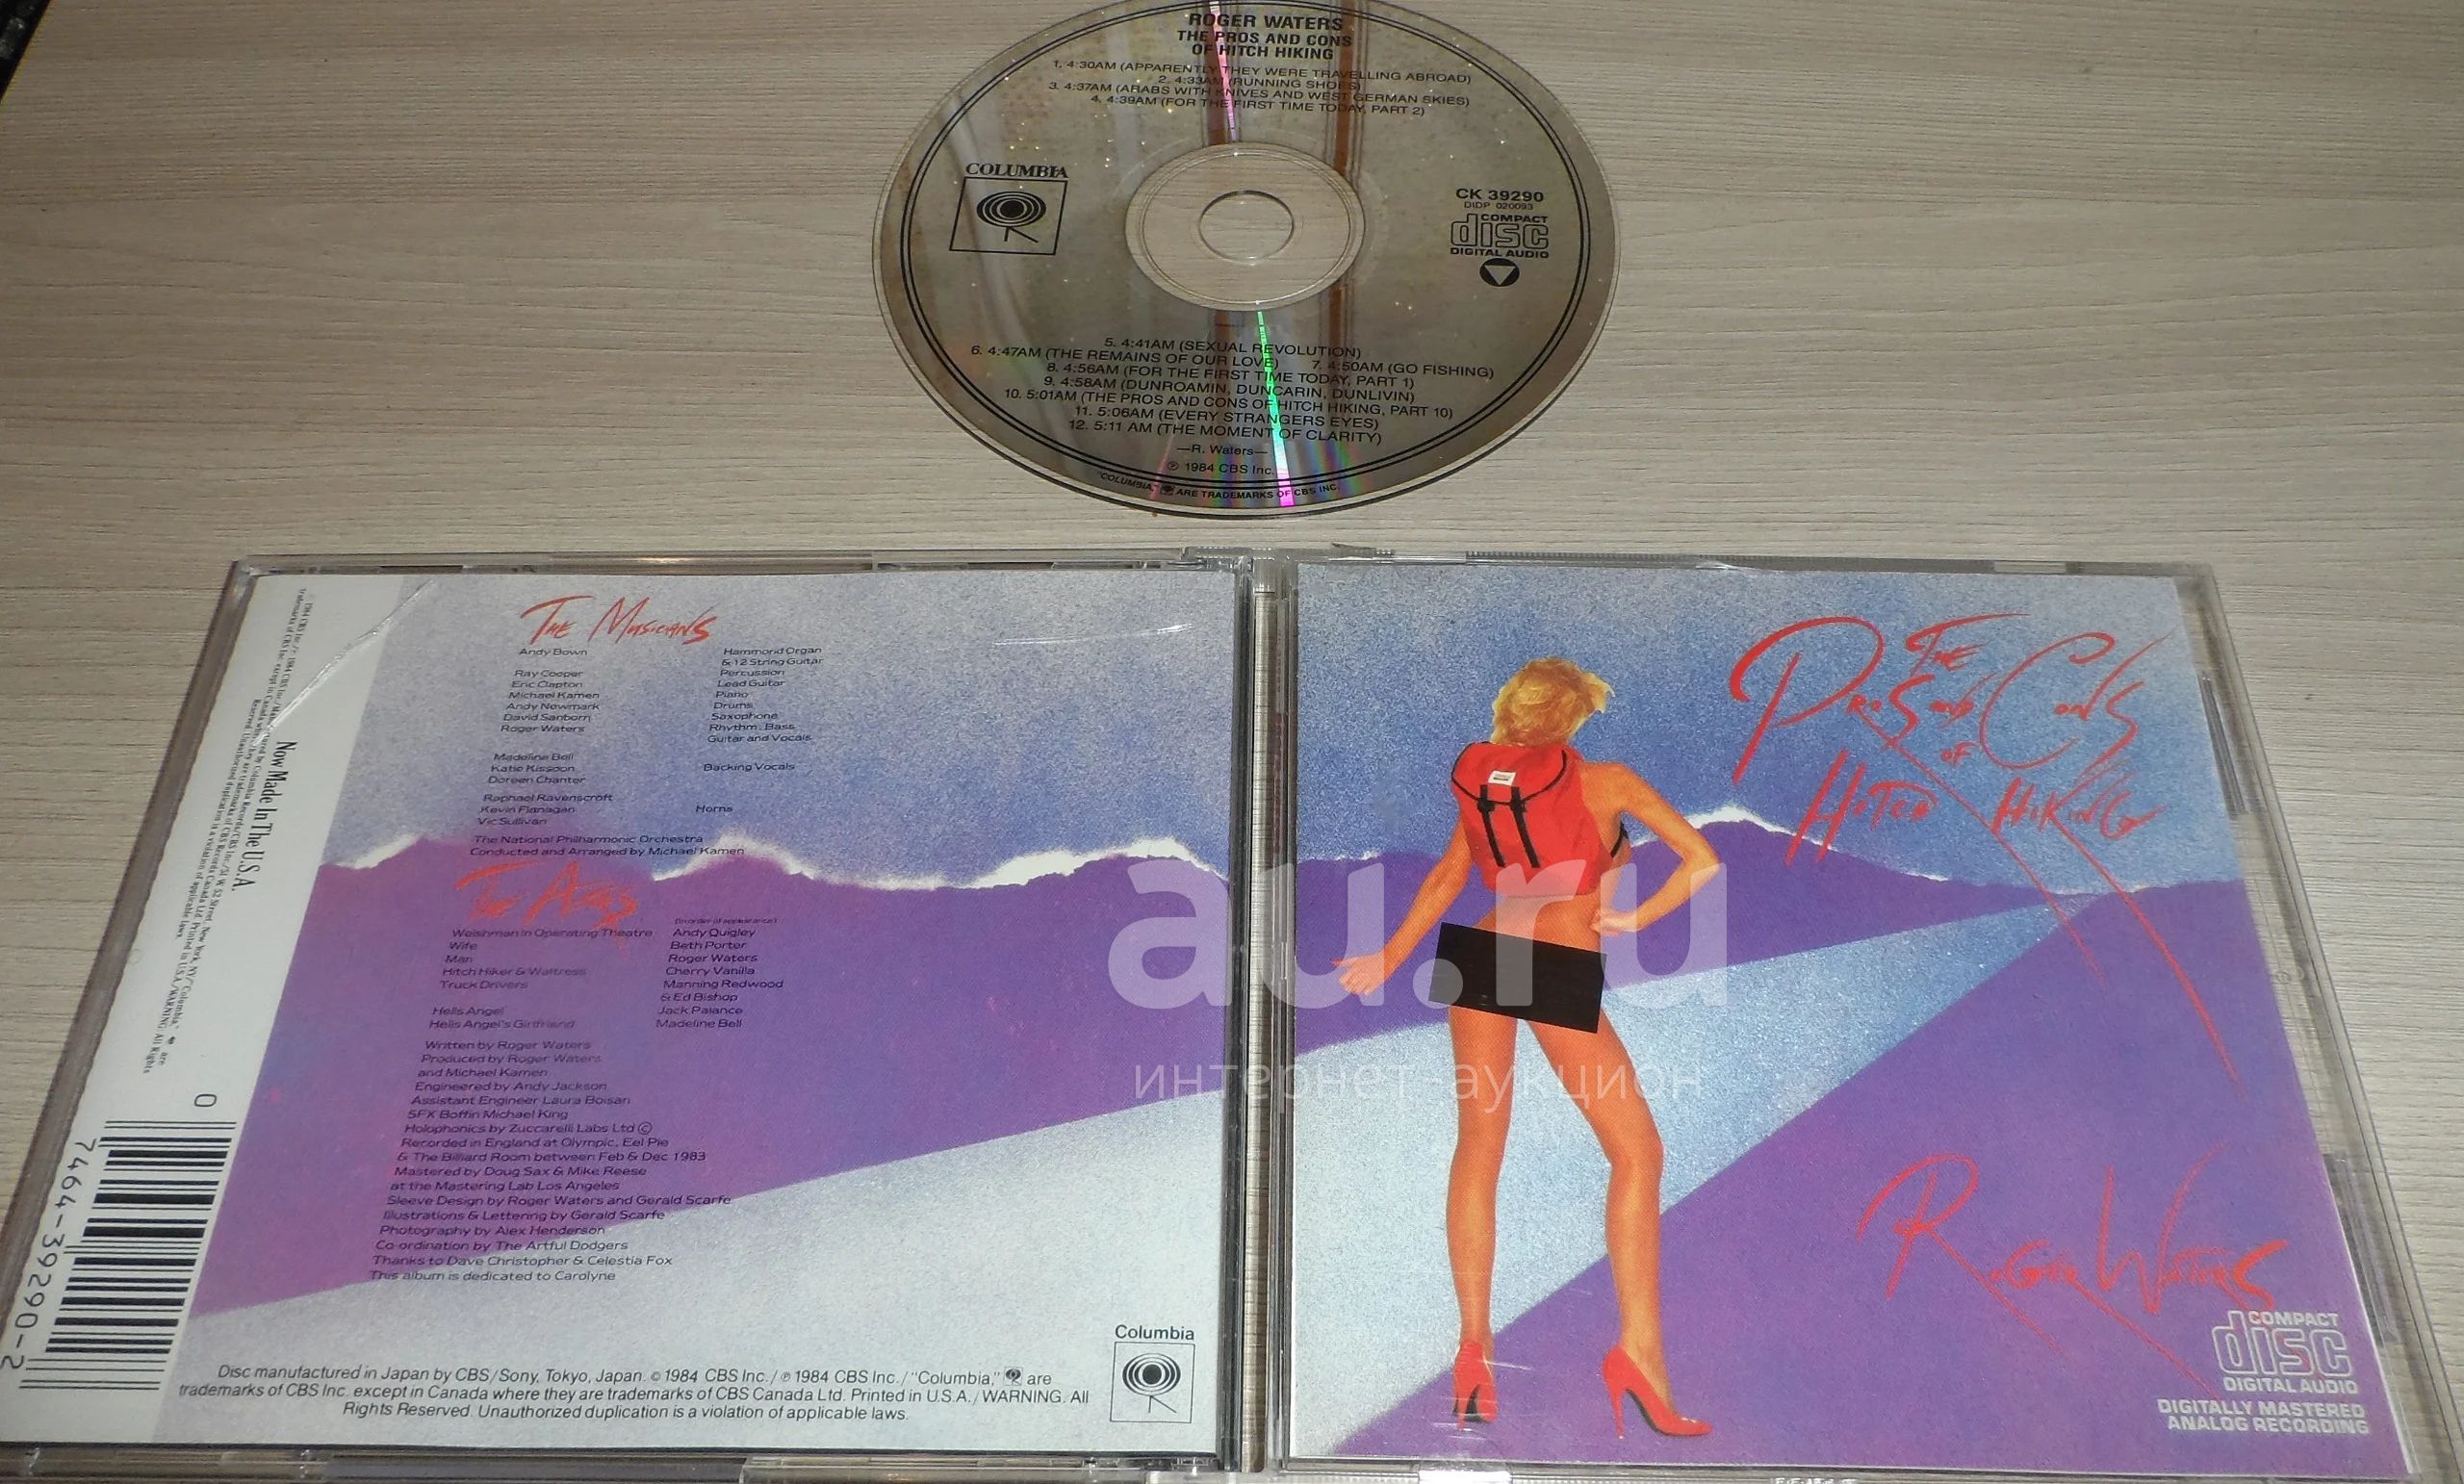 ROGER WATERS
THE PROS AND CONS
OF HITCH HIKING
1. 4:30AM (APPARENTLY THEY WERE TRAVELLING ABROAD)
2. 4:33AM (RUNNING SHOES)
3. 4:37AM (ARABS WITH KNIVES AND WEST GERMAN SKIES)
4. 4:39AM (FOR THE FIRST TIME TODAY, PART 2)
COLUMBIA
CK 39290
DIDP 020093
COMPACT
disc
DIGITAL AUDIO
5. 4:41AM (SEXUAL REVOLUTION)
6. 4:47AM (THE REMAINS OF OUR LOVE) 7. 4:50AM (GO FISHING)
8. 4:56AM (FOR THE FIRST TIME TODAY, PART 1)
9. 4:58AM (DUNROAMIN, DUNCARIN, DUNLIVIN)
10. 5:01AM (THE PROS AND CONS OF HITCH HIKING, PART 10)
11. 5:06AM (EVERY STRANGERS EYES)
12. 5:11 AM (THE MOMENT OF CLARITY)
—R. Waters—
℗ 1984 CBS Inc.
"COLUMBIA," ARE TRADEMARKS OF CBS INC.
THE MUSICIANS
Andy Bown Hammond Organ
& 12 String Guitar
Ray Cooper Percussion
Eric Clapton Lead Guitar
Michael Kamen Piano
Andy Newmark Drums
David Sanborn Saxophone
Roger Waters Rhythm, Bass
Guitar and Vocals
Madeline Bell
Katie Kissoon Backing Vocals
Doreen Chanter
Raphael Ravenscroft
Kevin Flanagan Horns
Vic Sullivan
The National Philharmonic Orchestra
Conducted and Arranged by Michael Kamen
THE ACTORS
(in order of appearance)
Welshman in Operating Theatre Andy Quigley
Wife Beth Porter
Man Roger Waters
Hitch Hiker & Waitress Cherry Vanilla
Truck Drivers Manning Redwood
& Ed Bishop
Hells Angel Jack Palance
Hells Angel's Girlfriend Madeline Bell
Written by Roger Waters
Produced by Roger Waters
and Michael Kamen
Engineered by Andy Jackson
Assistant Engineer Laura Boisan
SFX Boffin Michael King
Holophonics by Zuccarelli Labs Ltd ©
Recorded in England at Olympic, Eel Pie
& The Billiard Room between Feb & Dec 1983
Mastered by Doug Sax & Mike Reese
at the Mastering Lab Los Angeles
Sleeve Design by Roger Waters and Gerald Scarfe
Illustrations & Lettering by Gerald Scarfe
Photography by Alex Henderson
Co-ordination by The Artful Dodgers
Thanks to Dave Christopher & Celestia Fox
This album is dedicated to Carolyne
Disc manufactured in Japan by CBS/Sony, Tokyo, Japan. © 1984 CBS Inc./℗ 1984 CBS Inc./"Columbia," are
trademarks of CBS Inc. except in Canada where they are trademarks of CBS Canada Ltd. Printed in U.S.A./WARNING: All
Rights Reserved. Unauthorized duplication is a violation of applicable laws.
Columbia
Now Made In The U.S.A.
0
7464-39290-2
THE
PROS AND CONS
OF
HITCH HIKING
ROGER WATERS
COMPACT
disc
DIGITAL AUDIO
DIGITALLY MASTERED
ANALOG RECORDING
au.ru
интернет аукцион